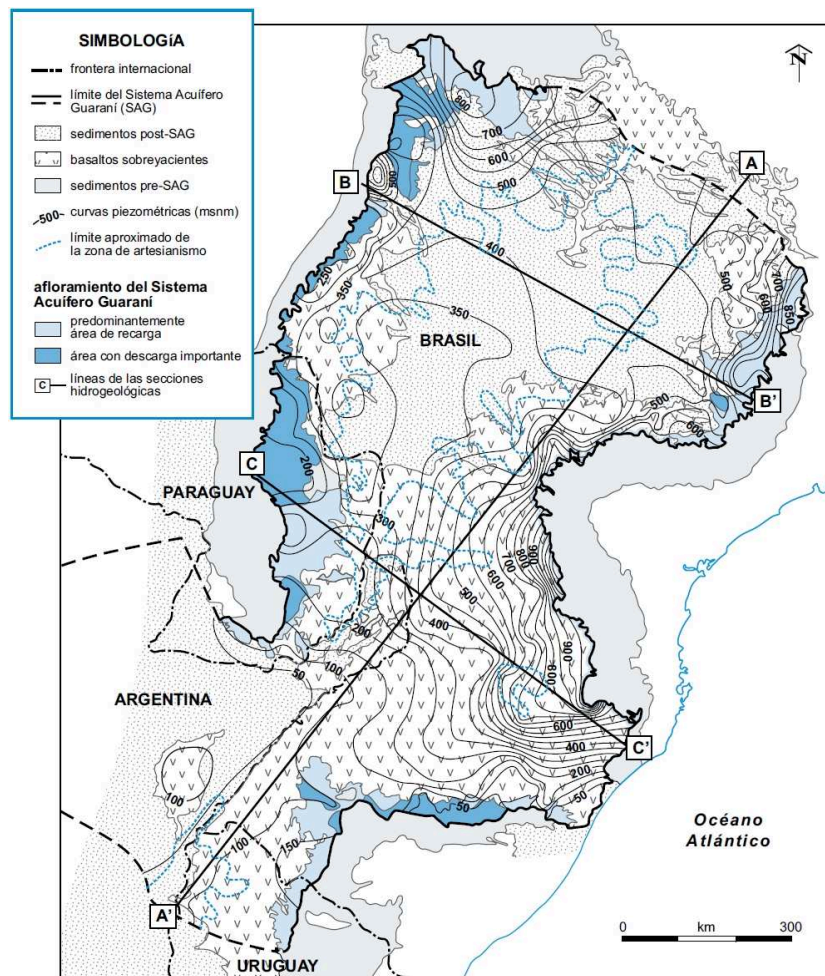 SIMBOLOGíA
frontera internacional
límite del Sistema Acuífero
Guaraní (SAG)
sedimentos post-SAG
basaltos sobreyacientes
sedimentos pre-SAG
500
curvas piezométricas (msnm)
límite aproximado de
la zona de artesianismo
afloramiento del Sistema
Acuífero Guaraní
predominantemente
área de recarga
área con descarga importante
C
líneas de las secciones
hidrogeológicas
N
800
700
600
500
A
B
500
400
250
350
500
700
600
850
350
BRASIL
B'
500
600
C
200
PARAGUAY
300
900
800
700
600
500
200
400
100
50
900
ARGENTINA
600
C'
400
200
100
50
50
100
150
Océano
Atlántico
A'
0 km 300
URUGUAY